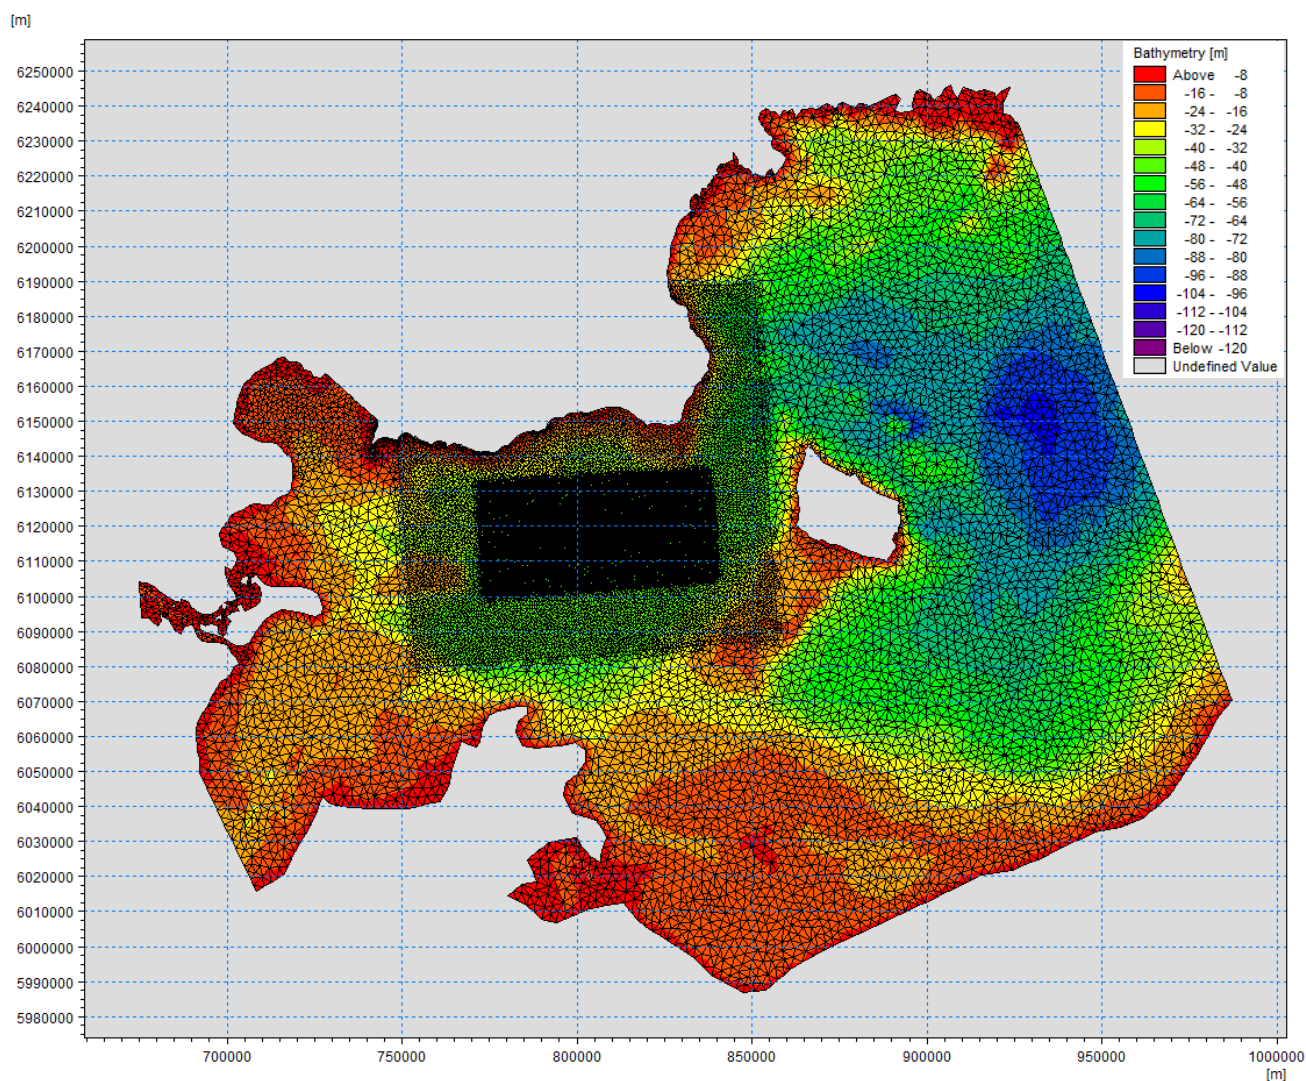 [m]
6250000
6240000
6230000
6220000
6210000
6200000
6190000
6180000
6170000
6160000
6150000
6140000
6130000
6120000
6110000
6100000
6090000
6080000
6070000
6060000
6050000
6040000
6030000
6020000
6010000
6000000
5990000
5980000
Bathymetry [m]
Above -8
-16 - -8
-24 - -16
-32 - -24
-40 - -32
-48 - -40
-56 - -48
-64 - -56
-72 - -64
-80 - -72
-88 - -80
-96 - -88
-104 - -96
-112 - -104
-120 - -112
Below -120
Undefined Value
700000 750000 800000 850000 900000 950000 1000000
[m]